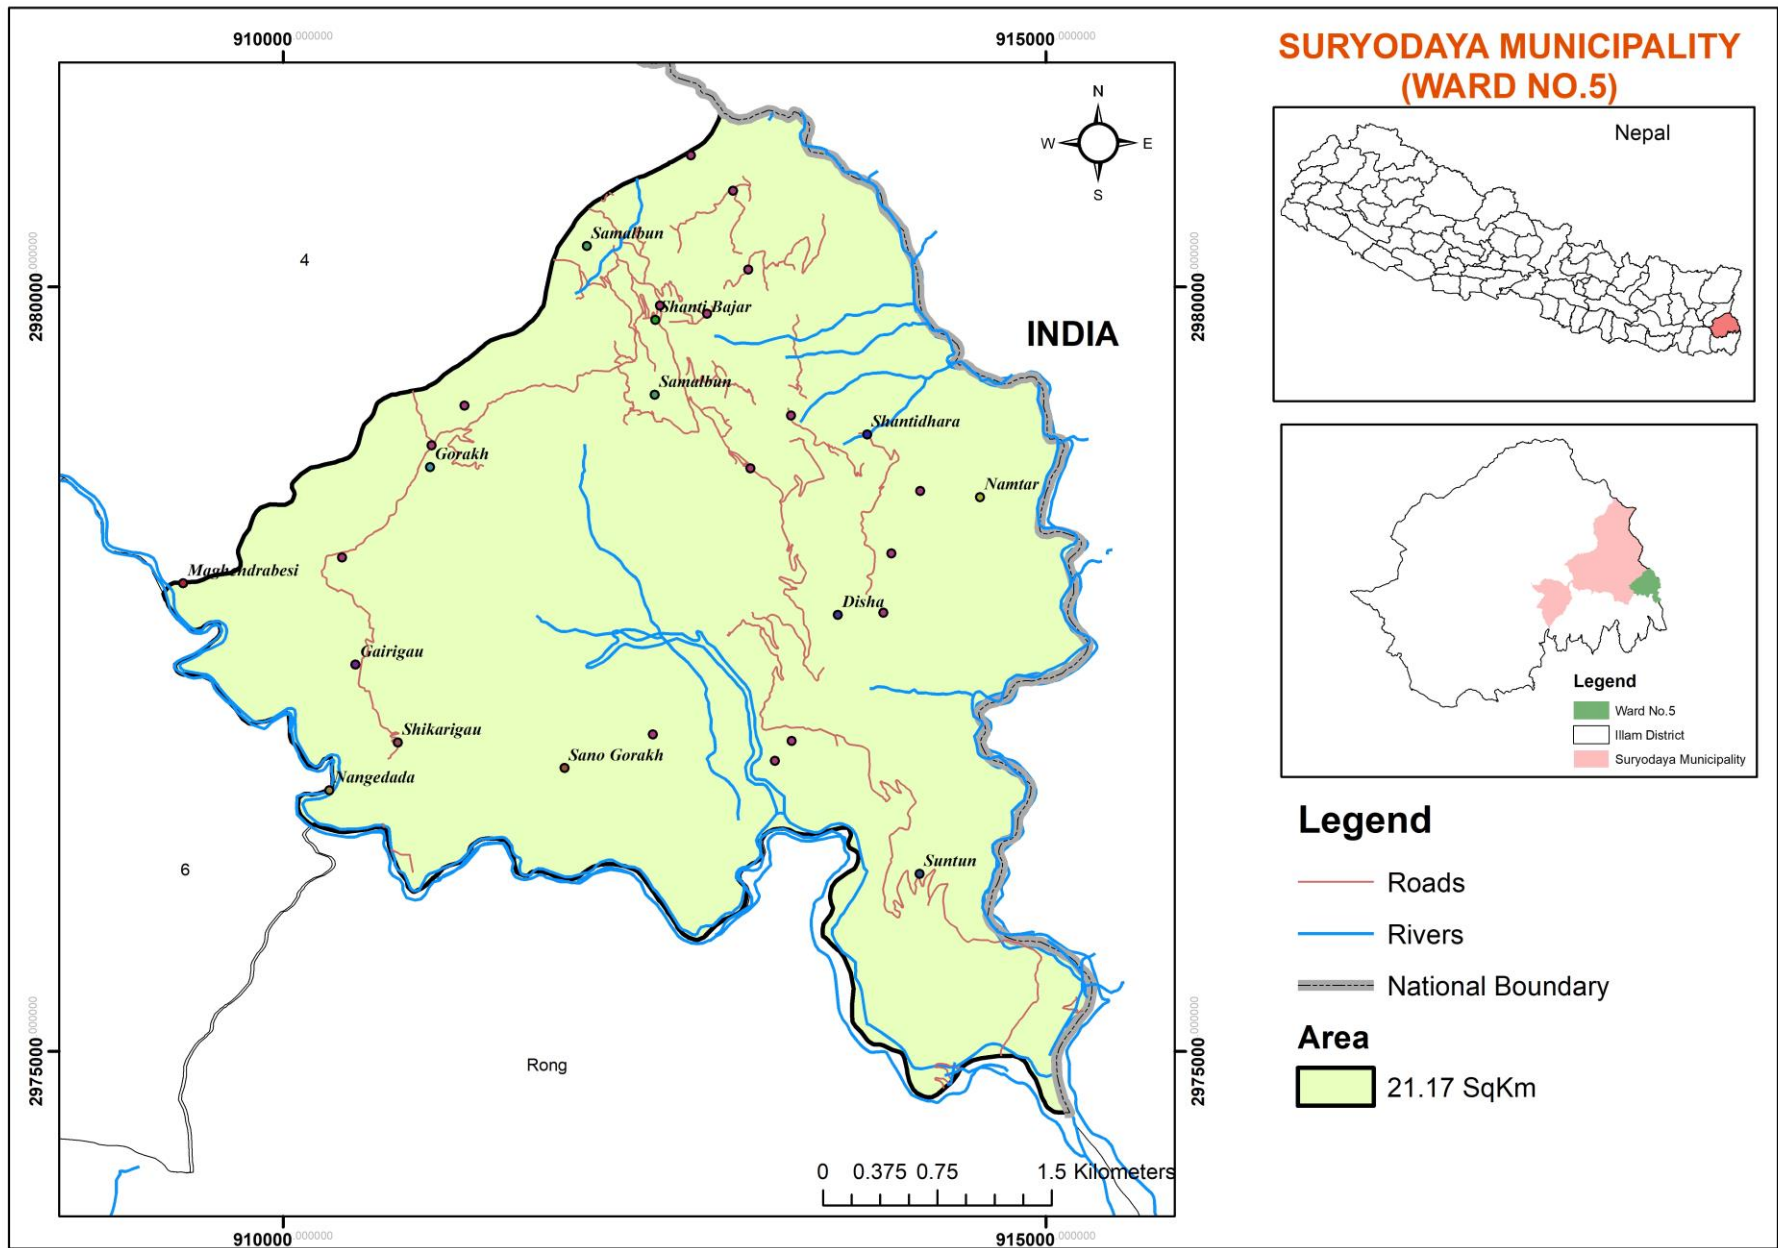 910000.000000
915000.000000
SURYODAYA MUNICIPALITY
(WARD NO.5)
Nepal
N
W
E
S
4
Samalbun
2980000.000000
2980000.000000
Shanti Bajar
INDIA
Samalbun
Shantidhara
Gorakh
Namtar
Maghendrabesi
Disha
Gairigau
Shikarigau
Sano Gorakh
Nangedada
6
Suntun
Legend
Ward No.5
Illam District
Suryodaya Municipality
Legend
Roads
Rivers
National Boundary
Area
21.17 SqKm
2975000.000000
2975000.000000
Rong
0 0.375 0.75 1.5 Kilometers
910000.000000
915000.000000